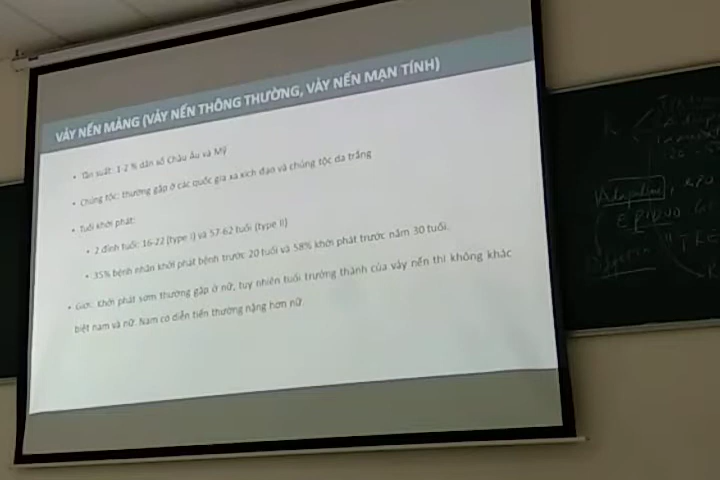 VẢY NẾN MẢNG (VẢY NẾN THÔNG THƯỜNG, VẢY NẾN MẠN TÍNH)
• Tần suất: 1-2 % dân số Châu Âu và Mỹ
• Chủng tộc: thường gặp ở các quốc gia xa xích đạo và chủng tộc da trắng
• Tuổi khởi phát:
• 2 đỉnh tuổi: 16-22 (type I) và 57-62 tuổi (type II)
• 35% bệnh nhân khởi phát bệnh trước 20 tuổi và 58% khởi phát trước năm 30 tuổi.
• Giới: Khởi phát sớm thường gặp ở nữ, tuy nhiên tuổi trưởng thành của vảy nến thì không khác
biệt nam và nữ. Nam có diễn tiến thường nặng hơn nữ